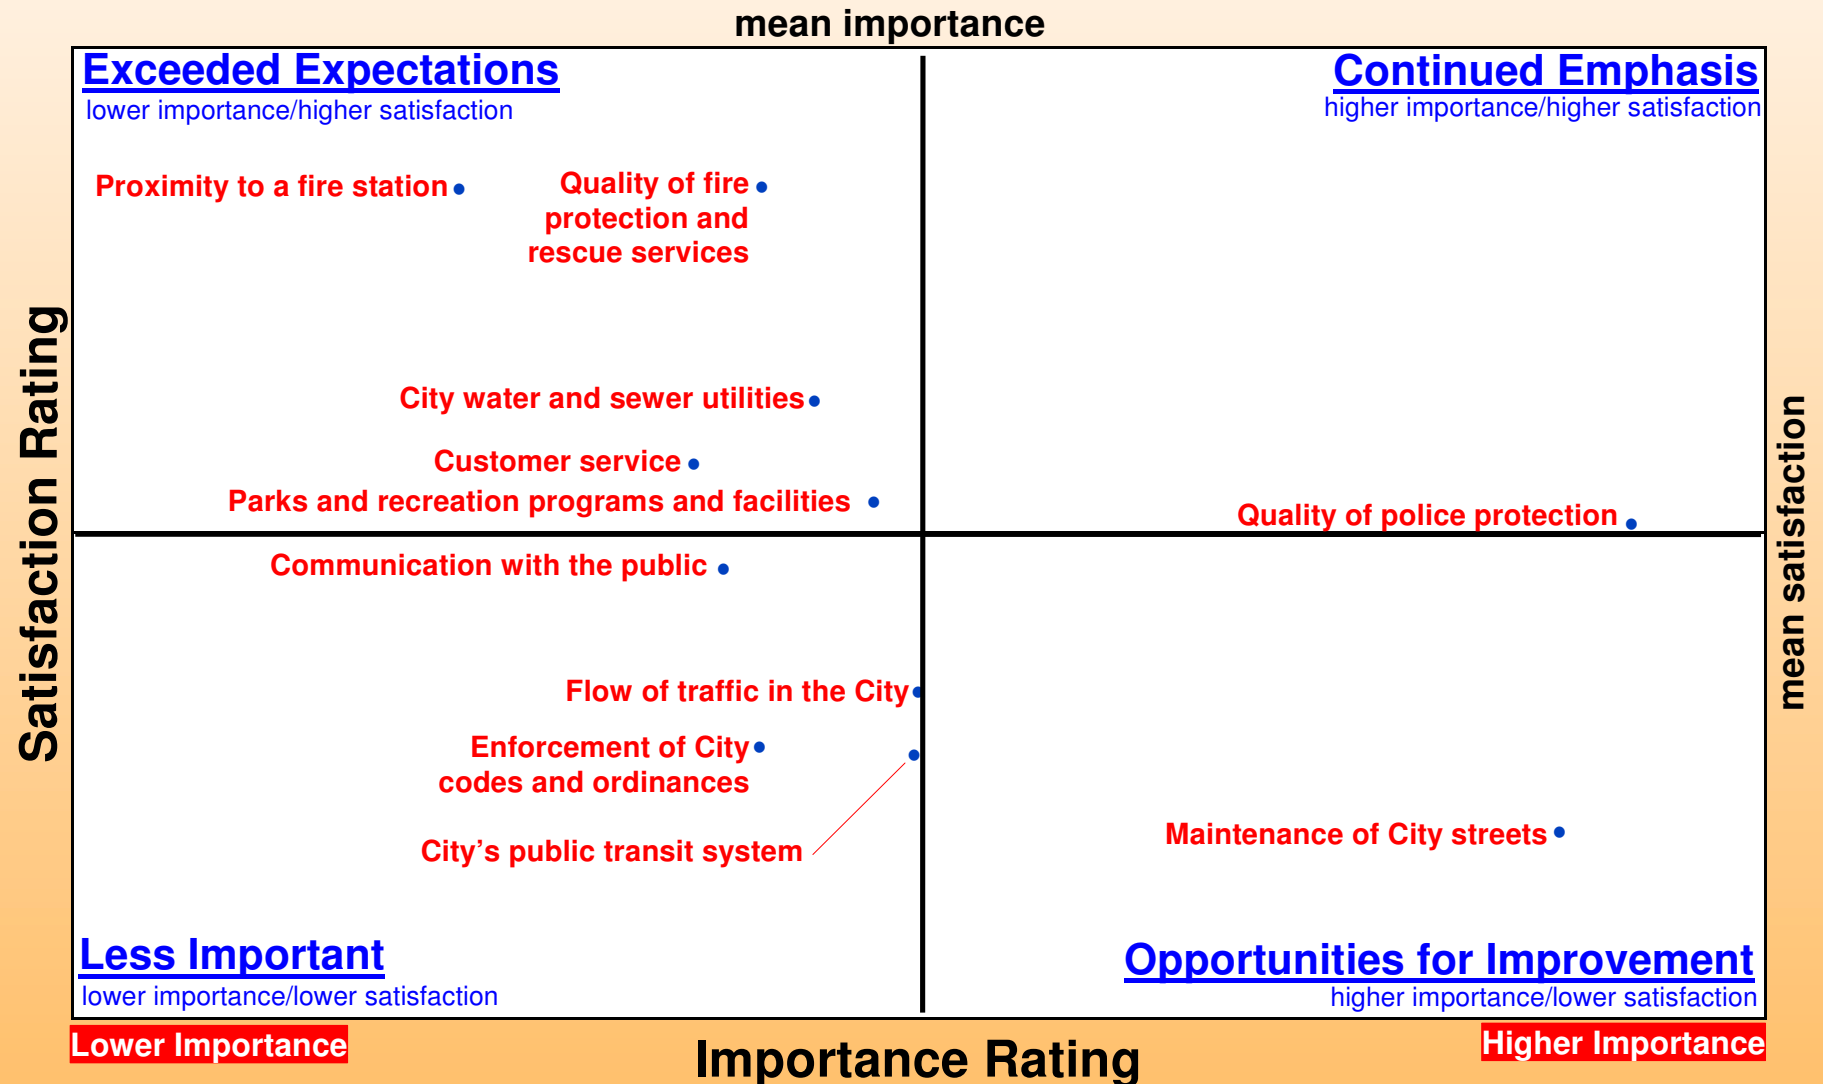 mean importance
Exceeded Expectations
lower importance/higher satisfaction
Continued Emphasis
higher importance/higher satisfaction
Proximity to a fire station
Quality of fire
protection and
rescue services
City water and sewer utilities
Customer service
Parks and recreation programs and facilities
Quality of police protection
Satisfaction Rating
mean satisfaction
Communication with the public
Flow of traffic in the City
Enforcement of City
codes and ordinances
City’s public transit system
Maintenance of City streets
Less Important
lower importance/lower satisfaction
Opportunities for Improvement
higher importance/lower satisfaction
Lower Importance
Importance Rating
Higher Importance